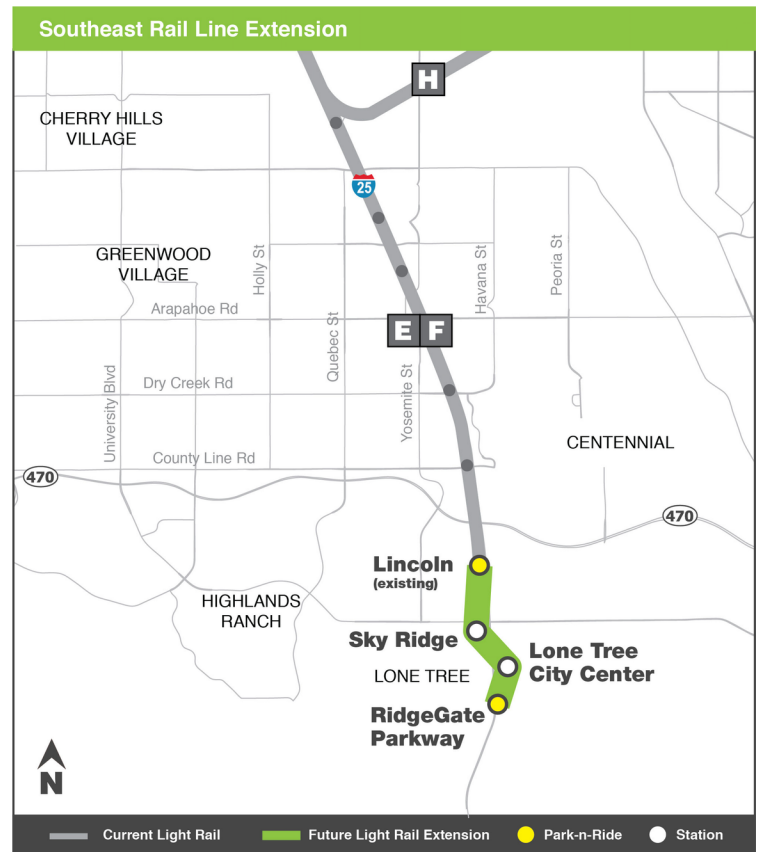 Southeast Rail Line Extension
H
CHERRY HILLS
VILLAGE
25
GREENWOOD
VILLAGE
Holly St
Havana St
Peoria St
Arapahoe Rd
E F
Quebec St
Dry Creek Rd
University Blvd
Yosemite St
CENTENNIAL
County Line Rd
470
470
Lincoln
(existing)
HIGHLANDS
RANCH
Sky Ridge
Lone Tree
City Center
LONE TREE
RidgeGate
Parkway
N
Current Light Rail
Future Light Rail Extension
Park-n-Ride
Station